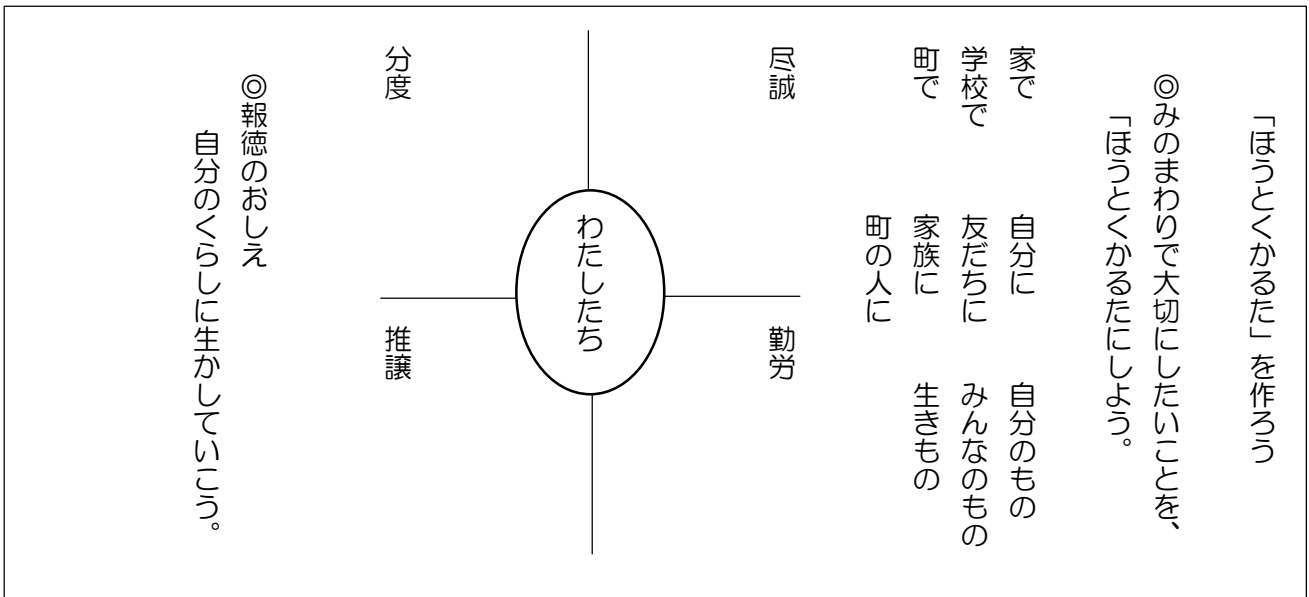 「ほうとくかるた」を作ろう
◎みのまわりで大切にしたいことを、
「ほうとくかるたにしよう。
家で　自分に　自分のもの
学校で　友だちに　みんなのもの
町で　家族に　生きもの
町の人に
尽誠
勤労
わたしたち
分度
推譲
◎報徳のおしえ
自分のくらしに生かしていこう。